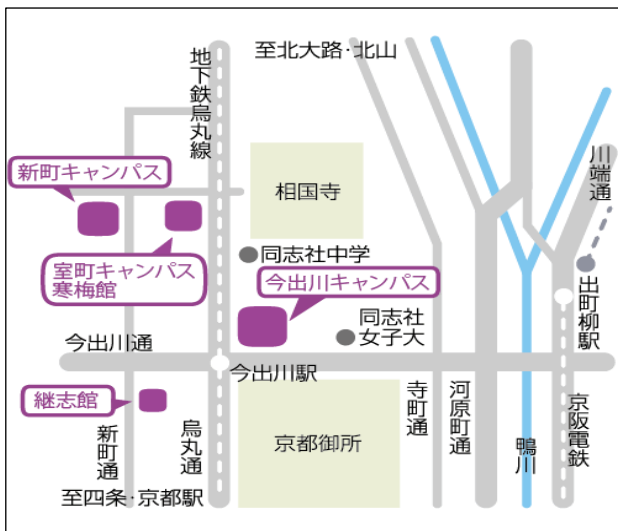 至北大路・北山
地下鉄烏丸線
川端通
新町キャンパス
相国寺
同志社中学
室町キャンパス
寒梅館
今出川キャンパス
出町柳駅
同志社
女子大
今出川通
今出川駅
継志館
新町通
烏丸通
京都御所
寺町通
河原町通
鴨川
京阪電鉄
至四条・京都駅